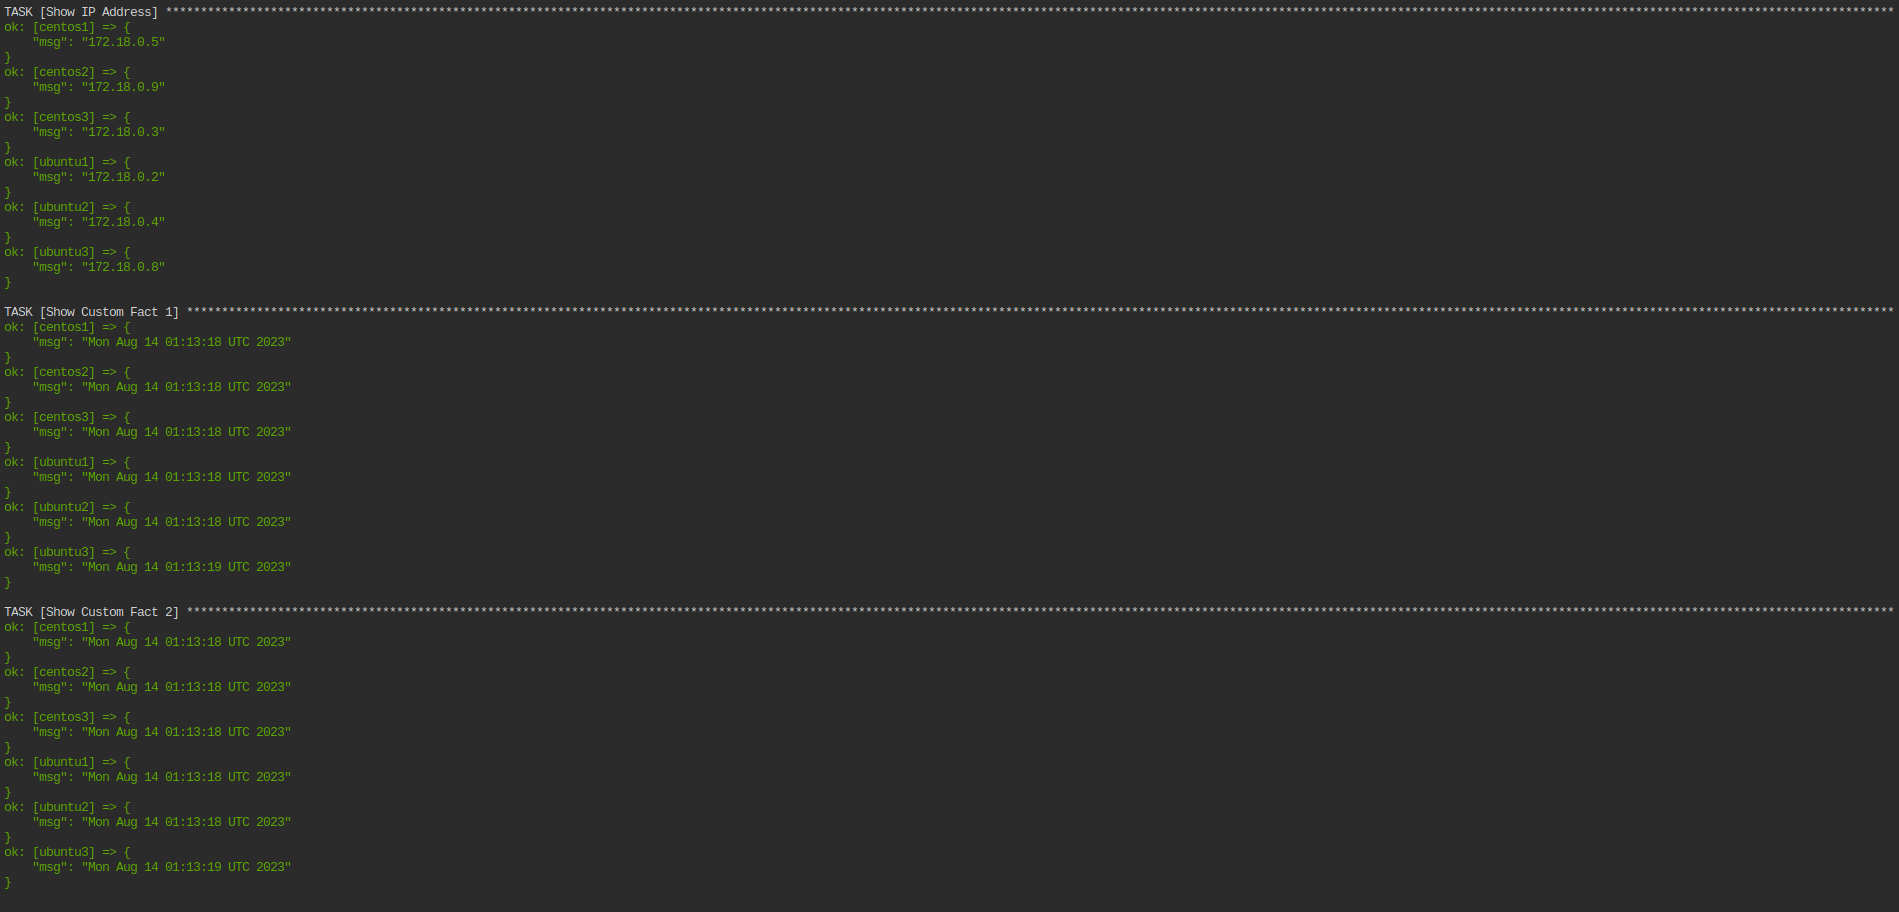 TASK [Show IP Address] *******************************************************************************************************************************************************************************************************************************************************
ok: [centos1] => {
    "msg": "172.18.0.5"
}
ok: [centos2] => {
    "msg": "172.18.0.9"
}
ok: [centos3] => {
    "msg": "172.18.0.3"
}
ok: [ubuntu1] => {
    "msg": "172.18.0.2"
}
ok: [ubuntu2] => {
    "msg": "172.18.0.4"
}
ok: [ubuntu3] => {
    "msg": "172.18.0.8"
}
TASK [Show Custom Fact 1] ****************************************************************************************************************************************************************************************************************************************************
ok: [centos1] => {
    "msg": "Mon Aug 14 01:13:18 UTC 2023"
}
ok: [centos2] => {
    "msg": "Mon Aug 14 01:13:18 UTC 2023"
}
ok: [centos3] => {
    "msg": "Mon Aug 14 01:13:18 UTC 2023"
}
ok: [ubuntu1] => {
    "msg": "Mon Aug 14 01:13:18 UTC 2023"
}
ok: [ubuntu2] => {
    "msg": "Mon Aug 14 01:13:18 UTC 2023"
}
ok: [ubuntu3] => {
    "msg": "Mon Aug 14 01:13:19 UTC 2023"
}
TASK [Show Custom Fact 2] ****************************************************************************************************************************************************************************************************************************************************
ok: [centos1] => {
    "msg": "Mon Aug 14 01:13:18 UTC 2023"
}
ok: [centos2] => {
    "msg": "Mon Aug 14 01:13:18 UTC 2023"
}
ok: [centos3] => {
    "msg": "Mon Aug 14 01:13:18 UTC 2023"
}
ok: [ubuntu1] => {
    "msg": "Mon Aug 14 01:13:18 UTC 2023"
}
ok: [ubuntu2] => {
    "msg": "Mon Aug 14 01:13:18 UTC 2023"
}
ok: [ubuntu3] => {
    "msg": "Mon Aug 14 01:13:19 UTC 2023"
}